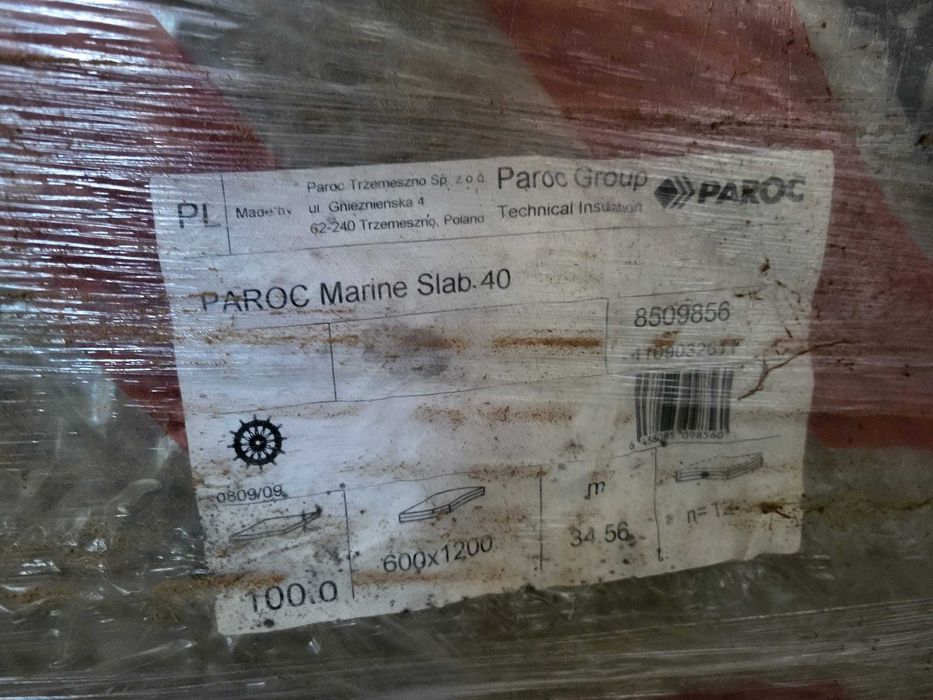 PL
Made by
Paroc Trzemeszno Sp. z o.o.
ul. Gnieznienska 4
62-240 Trzemeszno, Poland
Paroc Group
Technical Insulation
PAROC
PAROC Marine Slab 40
8509856
0809/09
100.0
600x1200
34.56